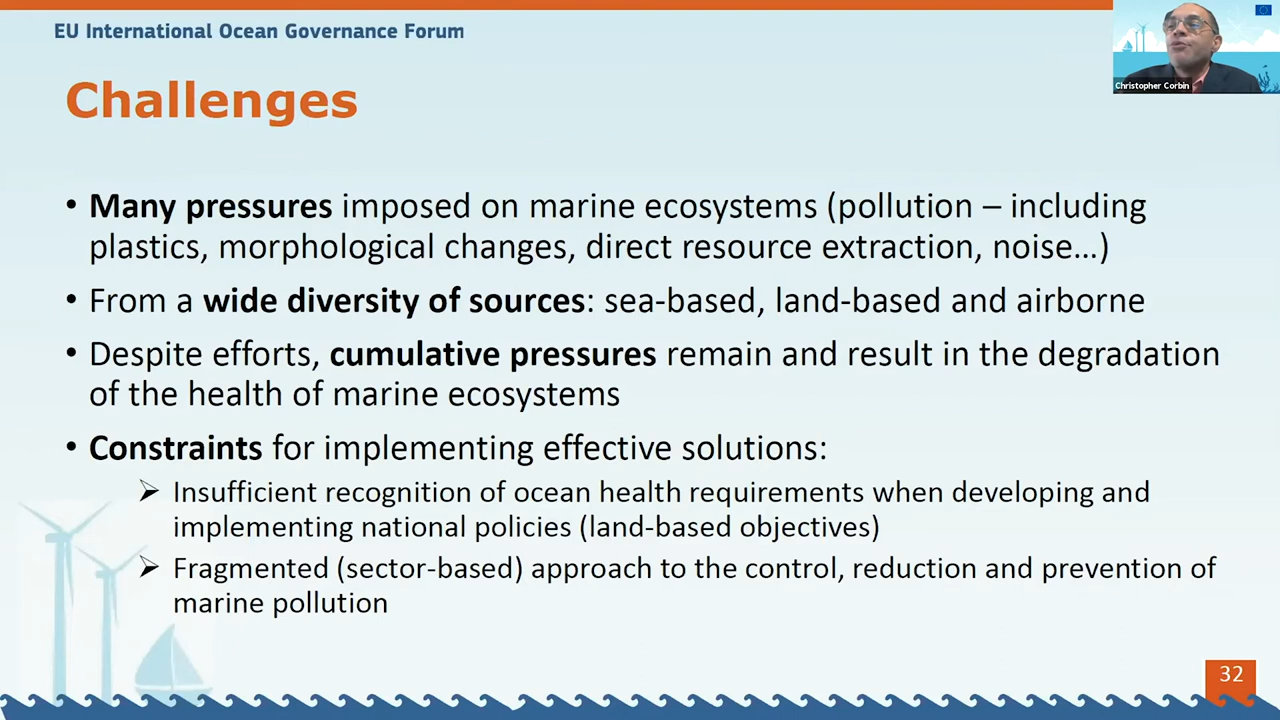 EU International Ocean Governance Forum
Christopher Corbin
Challenges
• Many pressures imposed on marine ecosystems (pollution – including
plastics, morphological changes, direct resource extraction, noise…)
• From a wide diversity of sources: sea-based, land-based and airborne
• Despite efforts, cumulative pressures remain and result in the degradation
of the health of marine ecosystems
• Constraints for implementing effective solutions:
➢ Insufficient recognition of ocean health requirements when developing and
implementing national policies (land-based objectives)
➢ Fragmented (sector-based) approach to the control, reduction and prevention of
marine pollution
32